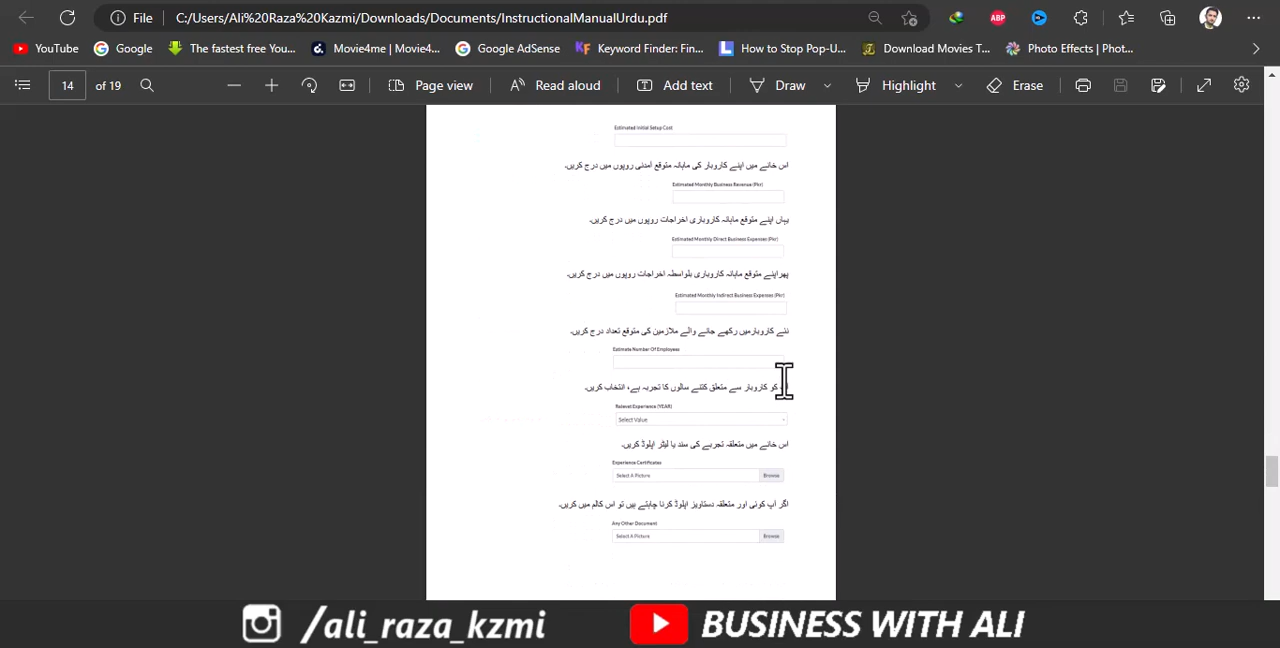 File C:/Users/Ali%20Raza%20Kazmi/Downloads/Documents/InstructionalManualUrdu.pdf
YouTube Google The fastest free You... Movie4me | Movie4... Google AdSense Keyword Finder: Fin... How to Stop Pop-U... Download Movies T... Photo Effects | Phot...
14 of 19 Page view Read aloud Add text Draw Highlight Erase
Estimated Initial Setup Cost
اس خانے میں اپنے کاروبار کی ماہانہ متوقع آمدنی روپوں میں درج کریں۔
Estimated Monthly Business Revenue (Pkr)
یہاں اپنے متوقع ماہانہ کاروباری اخراجات روپوں میں درج کریں۔
Estimated Monthly Direct Business Expenses (Pkr)
پھراپنے متوقع ماہانہ کاروباری بلواسطہ اخراجات روپوں میں درج کریں۔
Estimated Monthly Indirect Business Expenses (Pkr)
نئے کاروبارمیں رکھے جانے والے ملازمین کی متوقع تعداد درج کریں۔
Estimate Number Of Employees
کو کاروبار سے متعلق کتنے سالوں کا تجربہ ہے، انتخاب کریں۔
Relevel Experience (YEAR)
Select Value
اس خانے میں متعلقہ تجربے کی سند یا لیٹر اپلوڈ کریں۔
Experience Certificates
Select A Picture Browse
اگر آپ کوئی اور متعلقہ دستاویز اپلوڈ کرنا چاہتے ہیں تو اس کالم میں کریں۔
Any Other Document
Select A Picture Browse
/ali_raza_kzmi BUSINESS WITH ALI